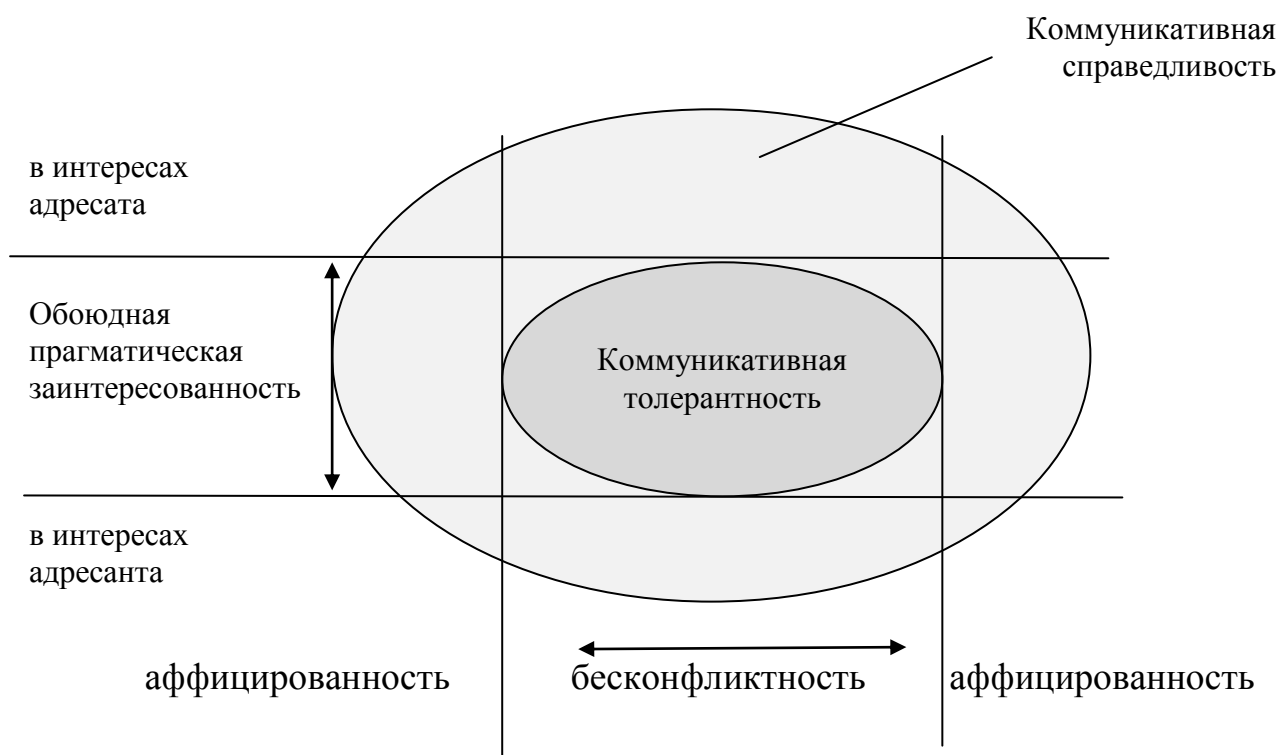 Коммуникативная
справедливость
в интересах
адресата
Обоюдная
прагматическая
заинтересованность
Коммуникативная
толерантность
в интересах
адресанта
аффицированность
бесконфликтность
аффицированность